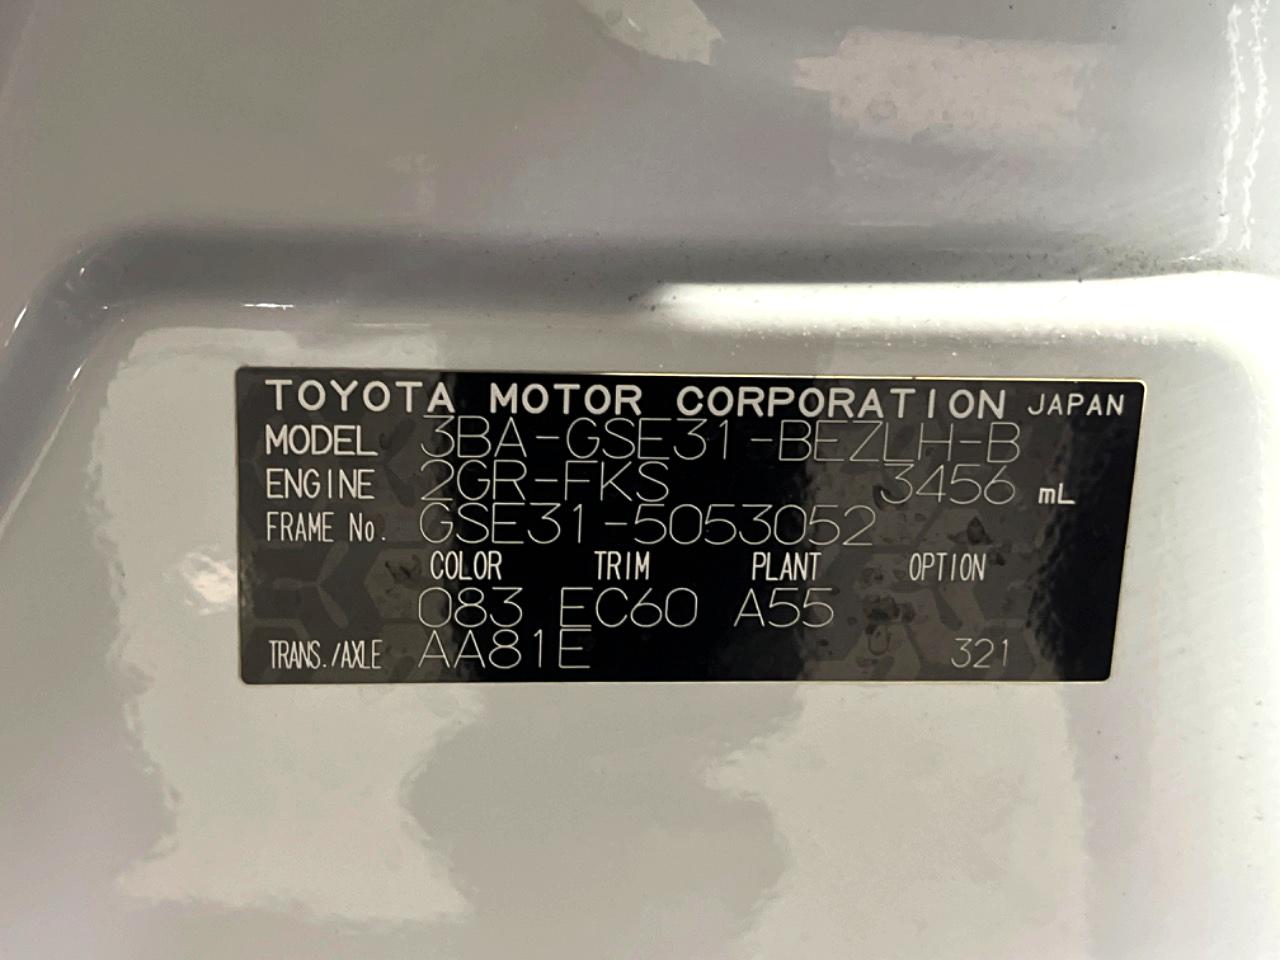 TOYOTA MOTOR CORPORATION JAPAN
MODEL 3BA-GSE31-BEZLH-B
ENGINE 2GR-FKS 3456 mL
FRAME No. GSE31-5053052
COLOR TRIM PLANT OPTION
083 EC60 A55
TRANS./AXLE AA81E 321